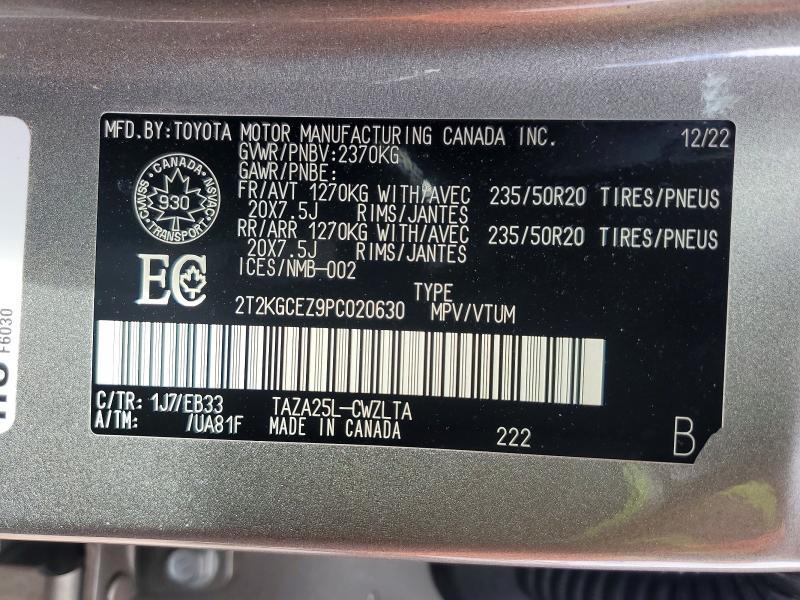 MFD.BY:TOYOTA MOTOR MANUFACTURING CANADA INC. 12/22
GVWR/PNBV:2370KG
GAWR/PNBE:
FR/AVT 1270KG WITH/AVEC 235/50R20 TIRES/PNEUS
20X7.5J RIMS/JANTES
RR/ARR 1270KG WITH/AVEC 235/50R20 TIRES/PNEUS
20X7.5J RIMS/JANTES
ICES/NMB-002
CANADA
CMVSS
930
NSVAC
TRANSPORT
EC
TYPE
2T2KGCEZ9PC020630 MPV/VTUM
C/TR: 1J7/EB33 TAZA25L-CWZLTA
A/TM: /UA81F MADE IN CANADA 222 B
F6030